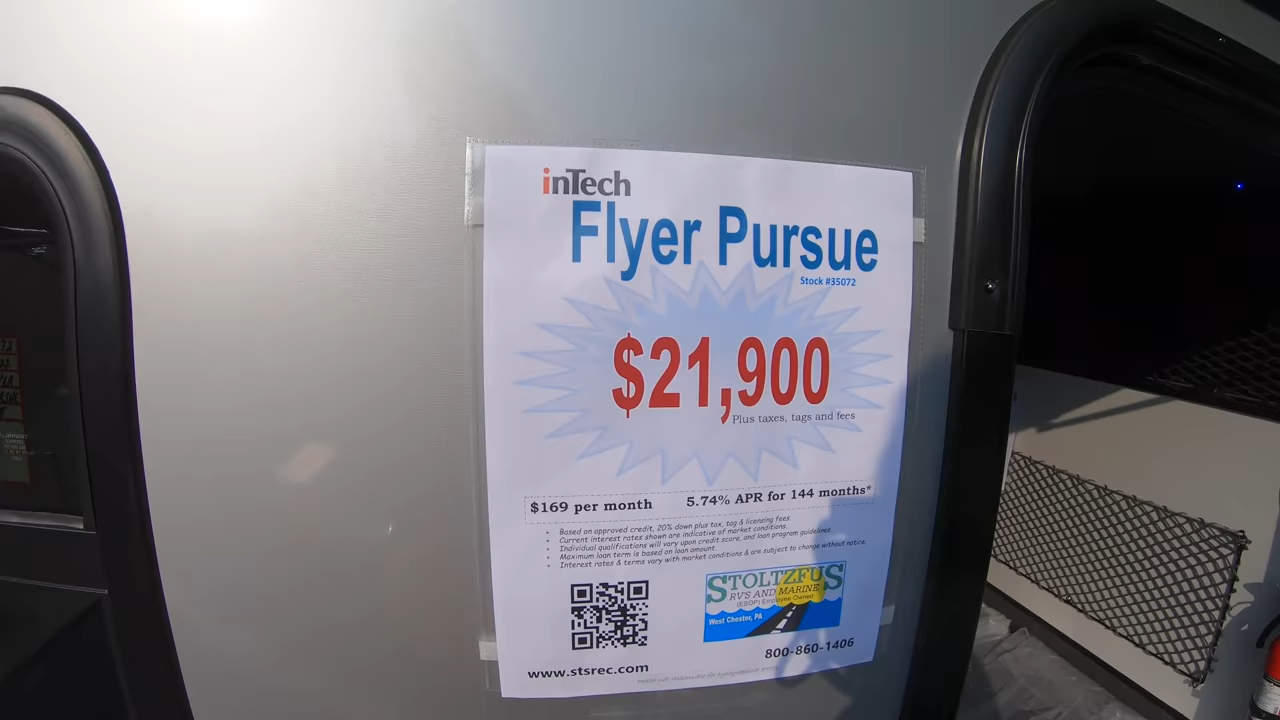 inTech
Flyer Pursue
Stock #35072
$21,900
Plus taxes, tags and fees
$169 per month 5.74% APR for 144 months*
• Based on approved credit, 20% down plus tax, tag & licensing fees.
• Current interest rates shown are indicative of market conditions.
• Individual qualifications will vary upon credit score, and loan program guidelines.
• Maximum loan term is based on loan amount.
• Interest rates & terms vary with market conditions & are subject to change without notice.
STOLTZFUS
RV'S AND MARINE
(ESOP) Employee Owned
West Chester, PA
800-860-1406
www.stsrec.com